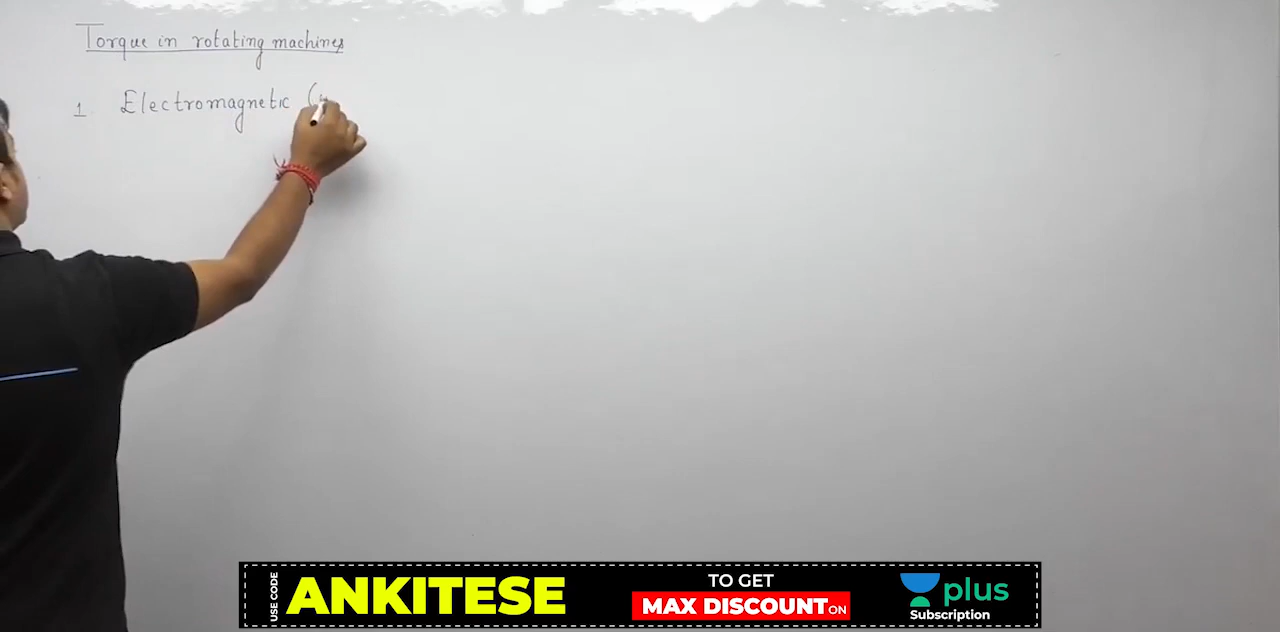 Torque in rotating machines
1. Electromagnetic (
USE CODE
ANKITESE
TO GET
MAX DISCOUNT ON
plus
Subscription